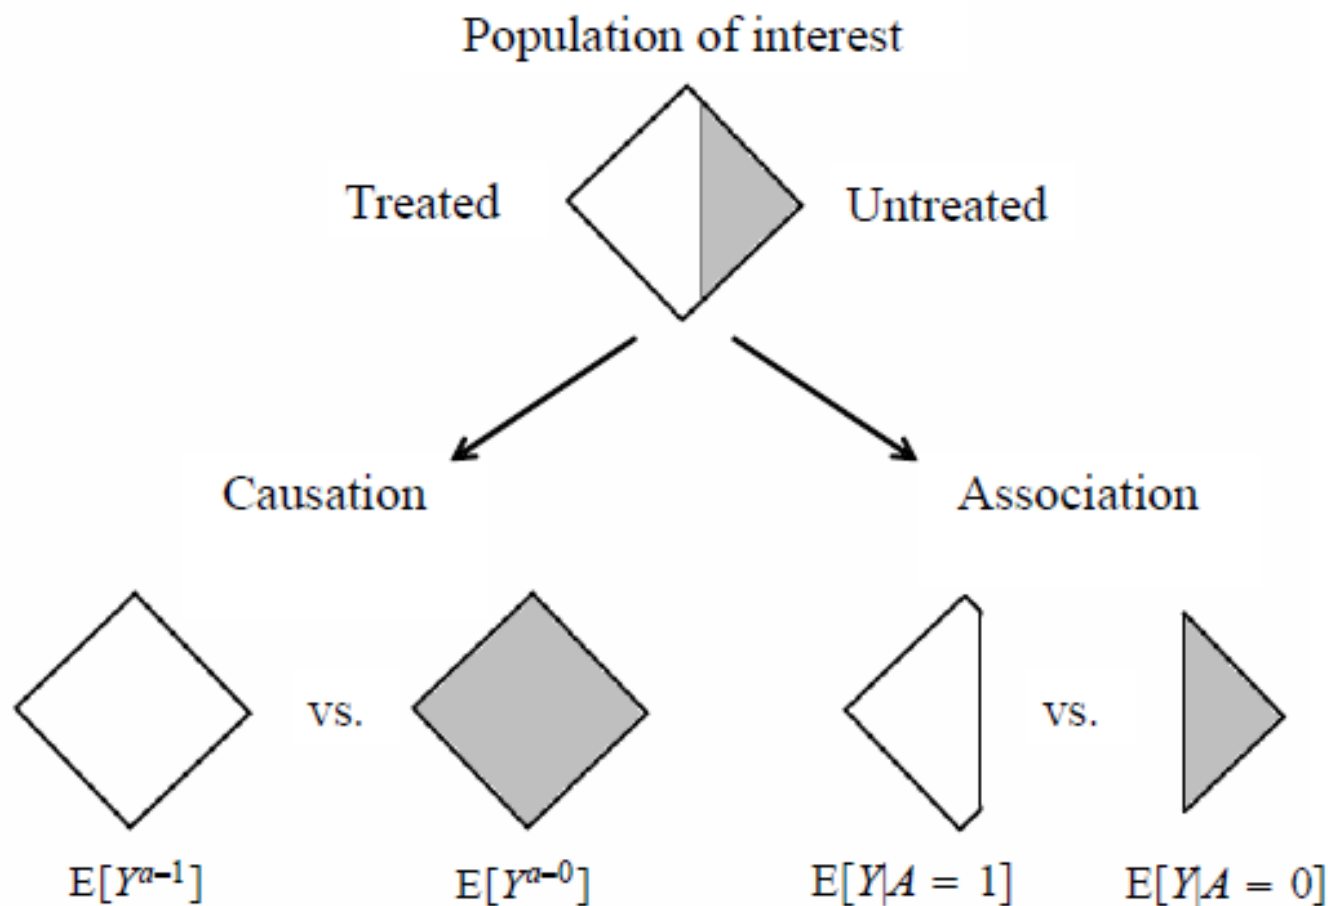 Population of interest
Treated
Untreated
Causation
Association
vs.
vs.
E[Y^{a–1}]
E[Y^{a–0}]
E[Y|A = 1]
E[Y|A = 0]